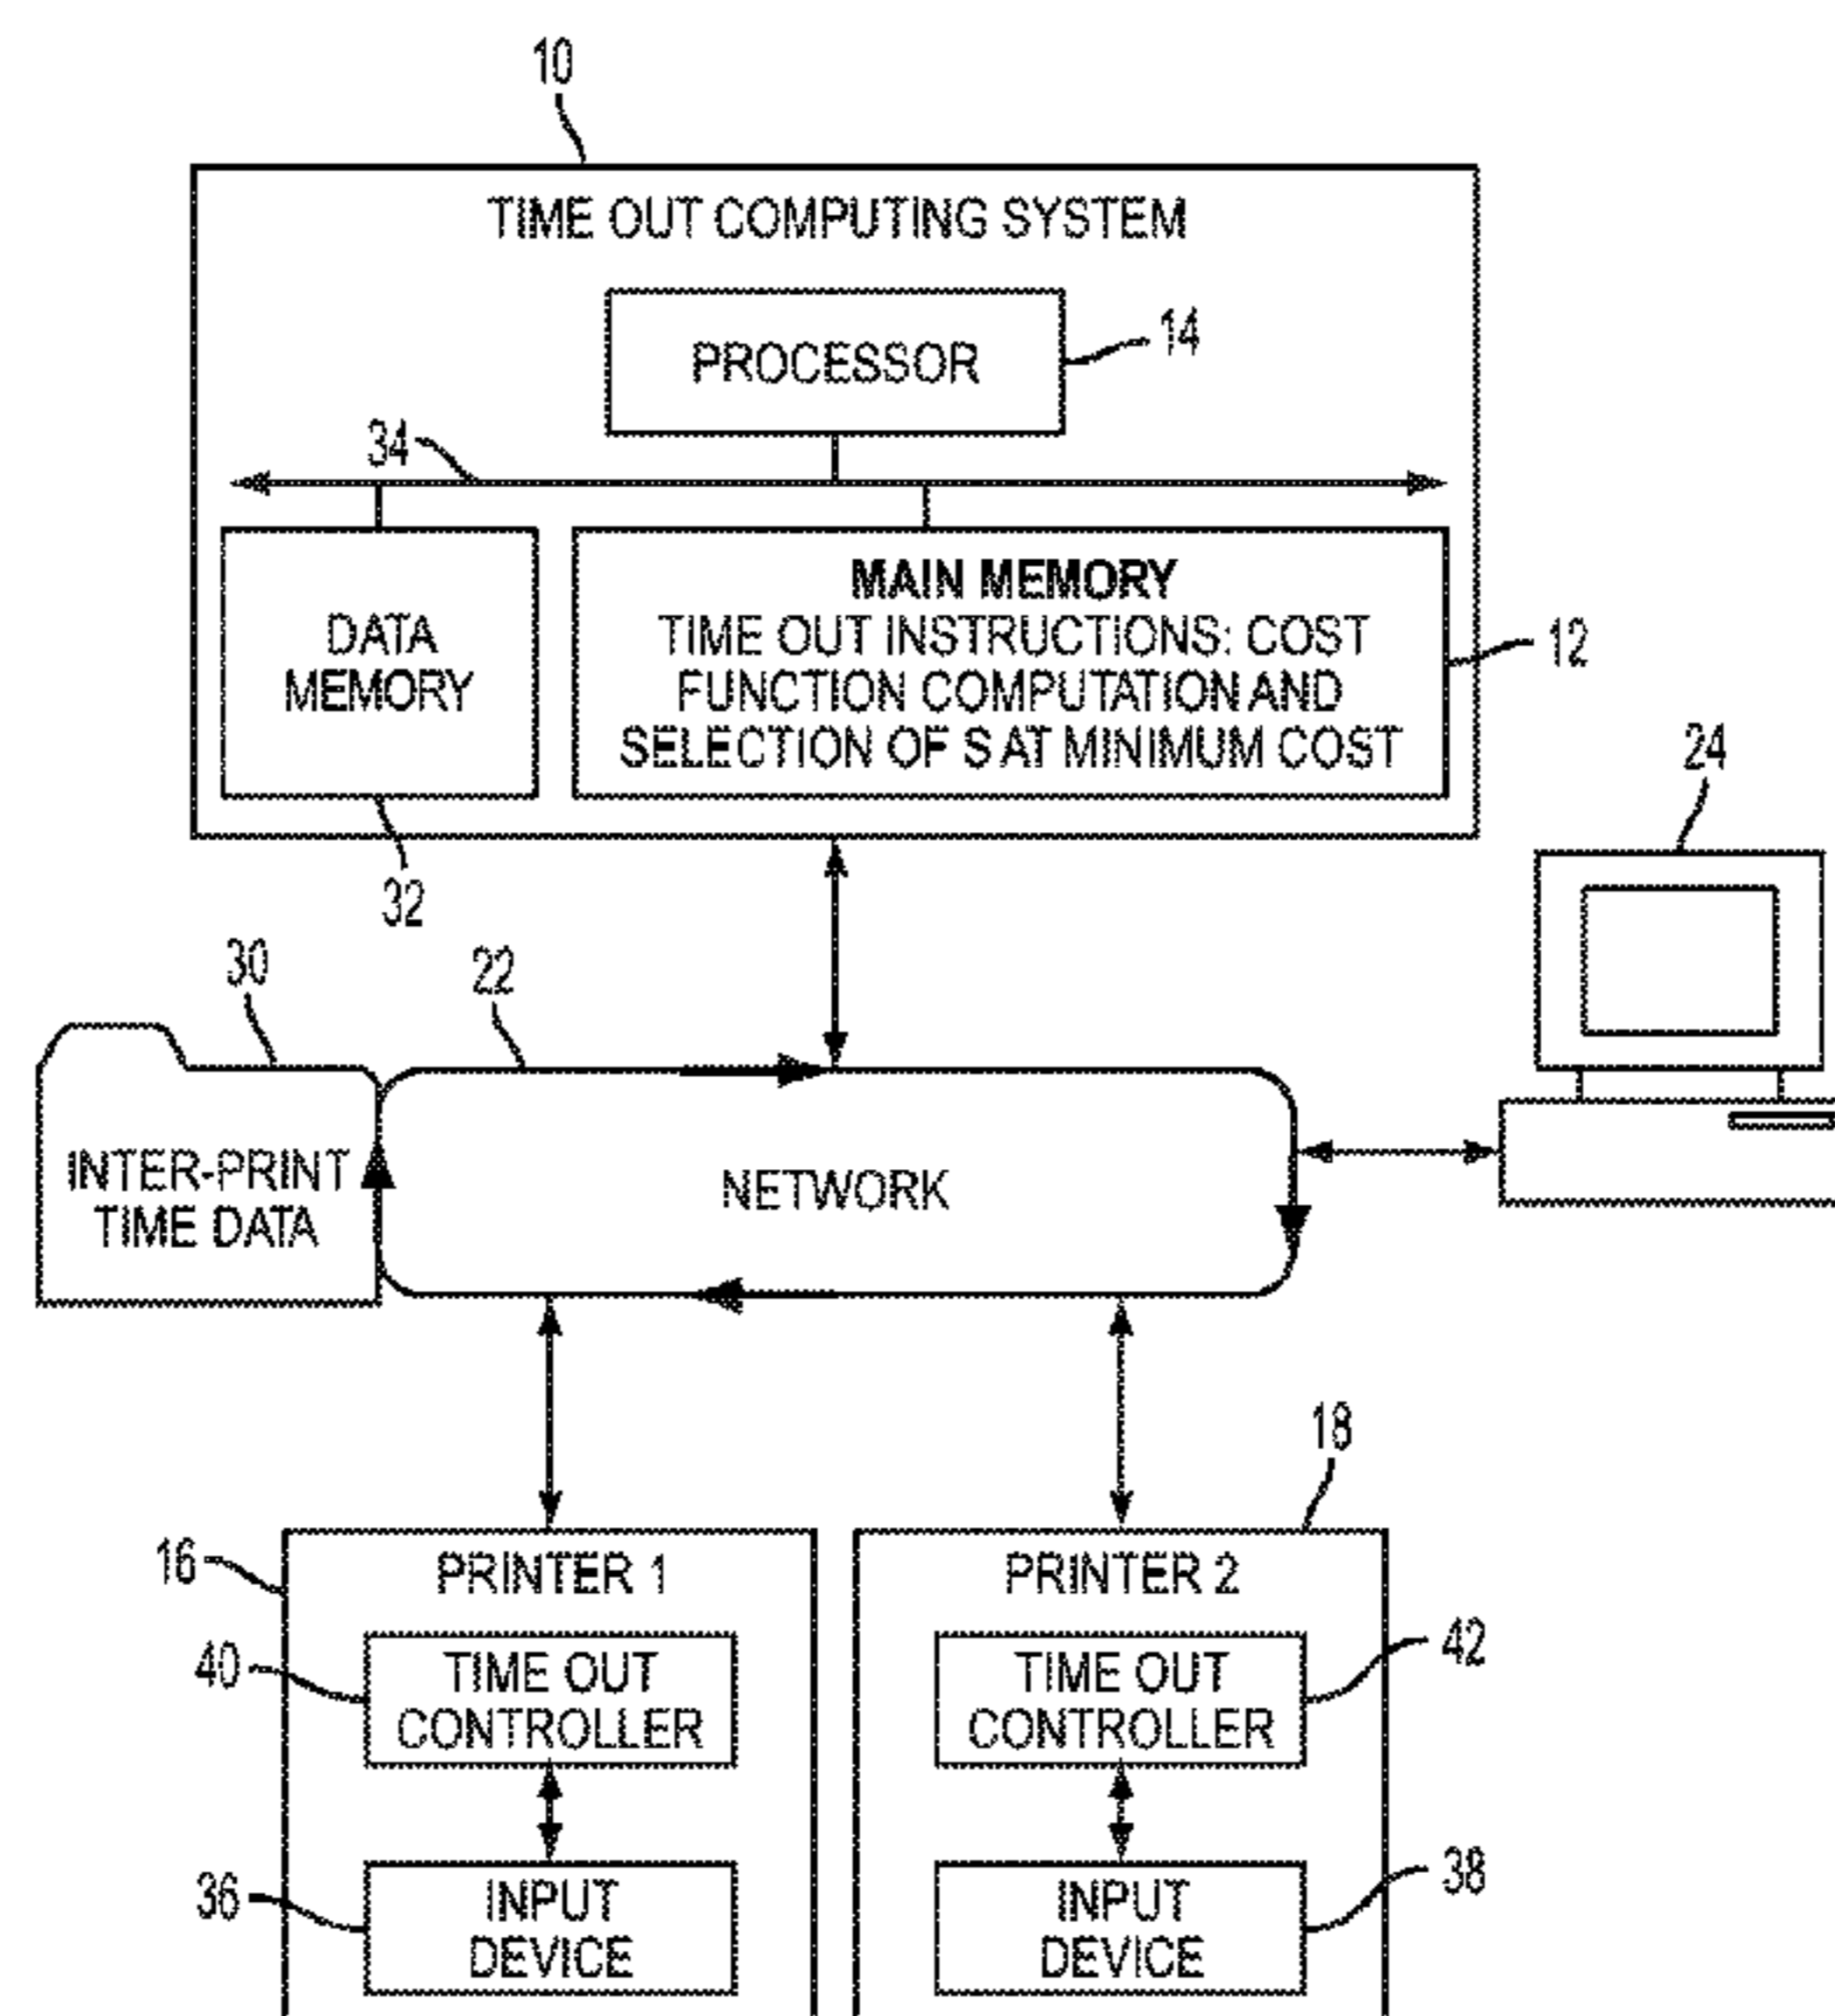 10
TIME OUT COMPUTING SYSTEM
PROCESSOR
14
34
DATA
MEMORY
MAIN MEMORY
TIME OUT INSTRUCTIONS: COST
FUNCTION COMPUTATION AND
SELECTION OF S AT MINIMUM COST
12
32
24
30
22
INTER-PRINT
TIME DATA
NETWORK
18
16
PRINTER 1
PRINTER 2
40
TIME OUT
CONTROLLER
TIME OUT
CONTROLLER
42
36
INPUT
DEVICE
INPUT
DEVICE
38